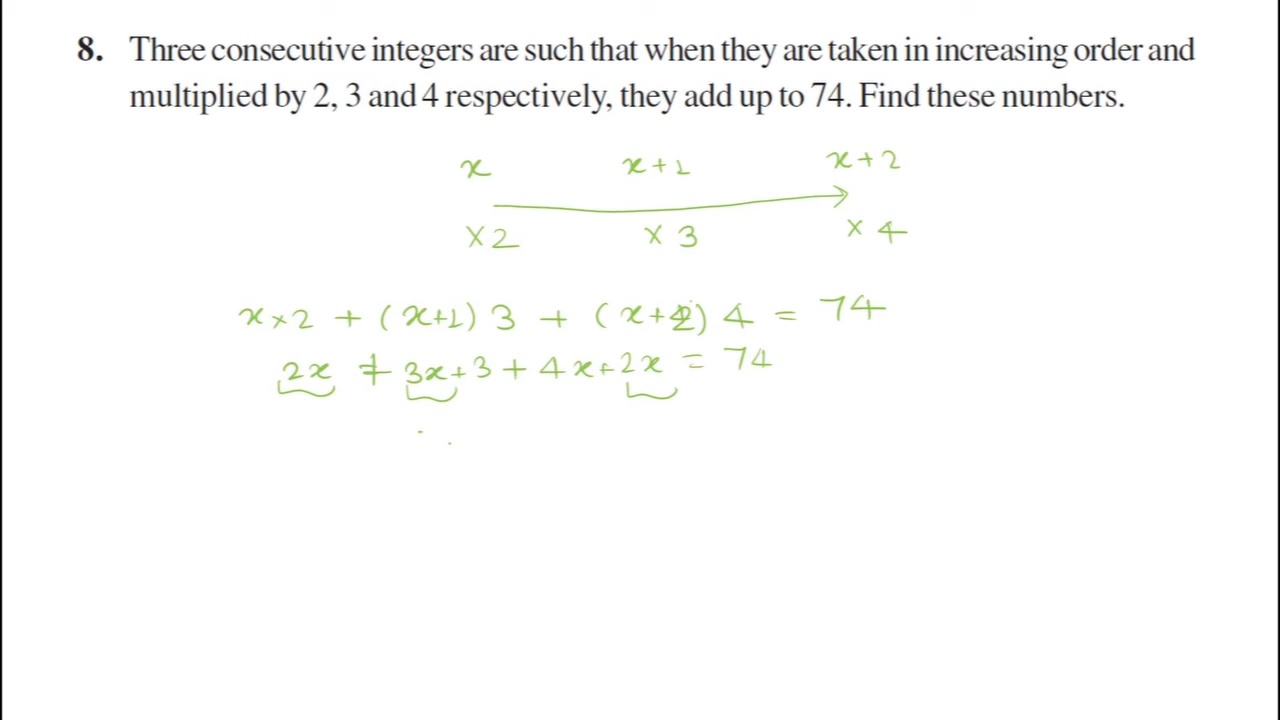 8. Three consecutive integers are such that when they are taken in increasing order and
multiplied by 2, 3 and 4 respectively, they add up to 74. Find these numbers.
x x+1 x+2
×2 ×3 ×4
x×2 + (x+1) 3 + (x+2) 4 = 74
2x + 3x+3 + 4x+2x = 74